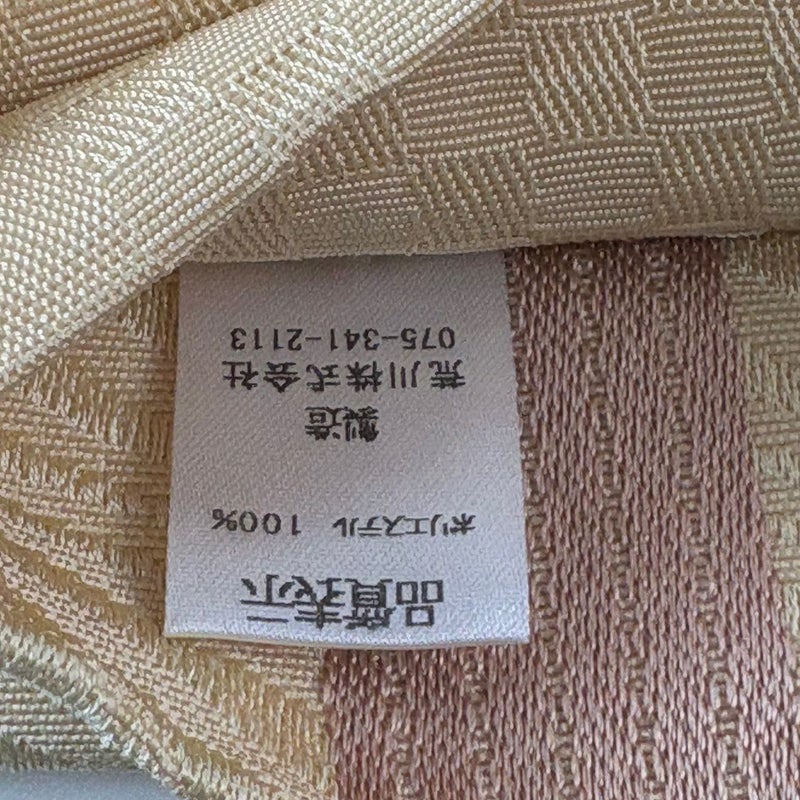 品質表示
ポリエステル 100%
製造
荒川株式会社
075-341-2113